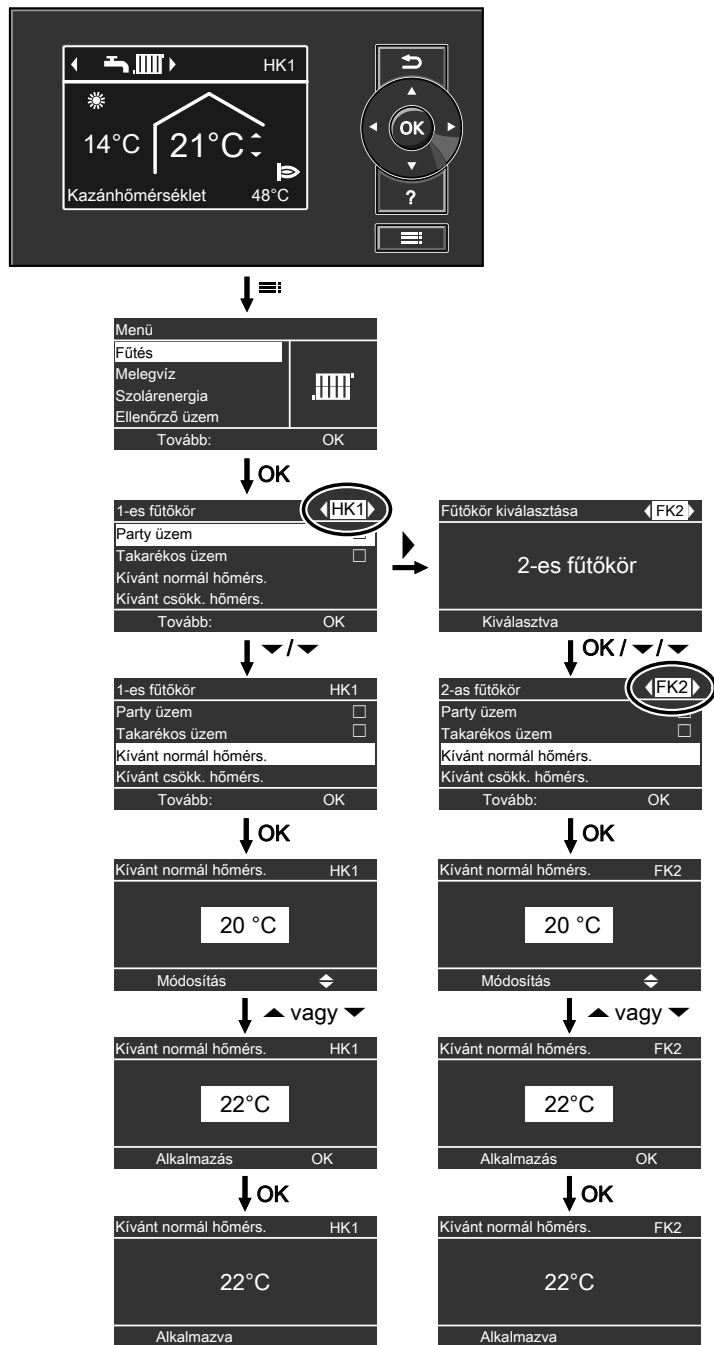 HK1
14°C 21°C
Kazánhőmérséklet 48°C
OK
?
Menü
Fűtés
Melegvíz
Szolárenergia
Ellenőrző üzem
Tovább: OK
OK
1-es fűtőkör HK1
Party üzem
Takarékos üzem
Kívánt normál hőmérs.
Kívánt csökk. hőmérs.
Tovább: OK
Fűtőkör kiválasztása FK2
2-es fűtőkör
Kiválasztva
/
OK / /
1-es fűtőkör HK1
Party üzem
Takarékos üzem
Kívánt normál hőmérs.
Kívánt csökk. hőmérs.
Tovább: OK
2-as fűtőkör FK2
Party üzem
Takarékos üzem
Kívánt normál hőmérs.
Kívánt csökk. hőmérs.
Tovább: OK
OK
OK
Kívánt normál hőmérs. HK1
20 °C
Módosítás
Kívánt normál hőmérs. FK2
20 °C
Módosítás
vagy
vagy
Kívánt normál hőmérs. HK1
22°C
Alkalmazás OK
Kívánt normál hőmérs. FK2
22°C
Alkalmazás OK
OK
OK
Kívánt normál hőmérs. HK1
22°C
Alkalmazva
Kívánt normál hőmérs. FK2
22°C
Alkalmazva